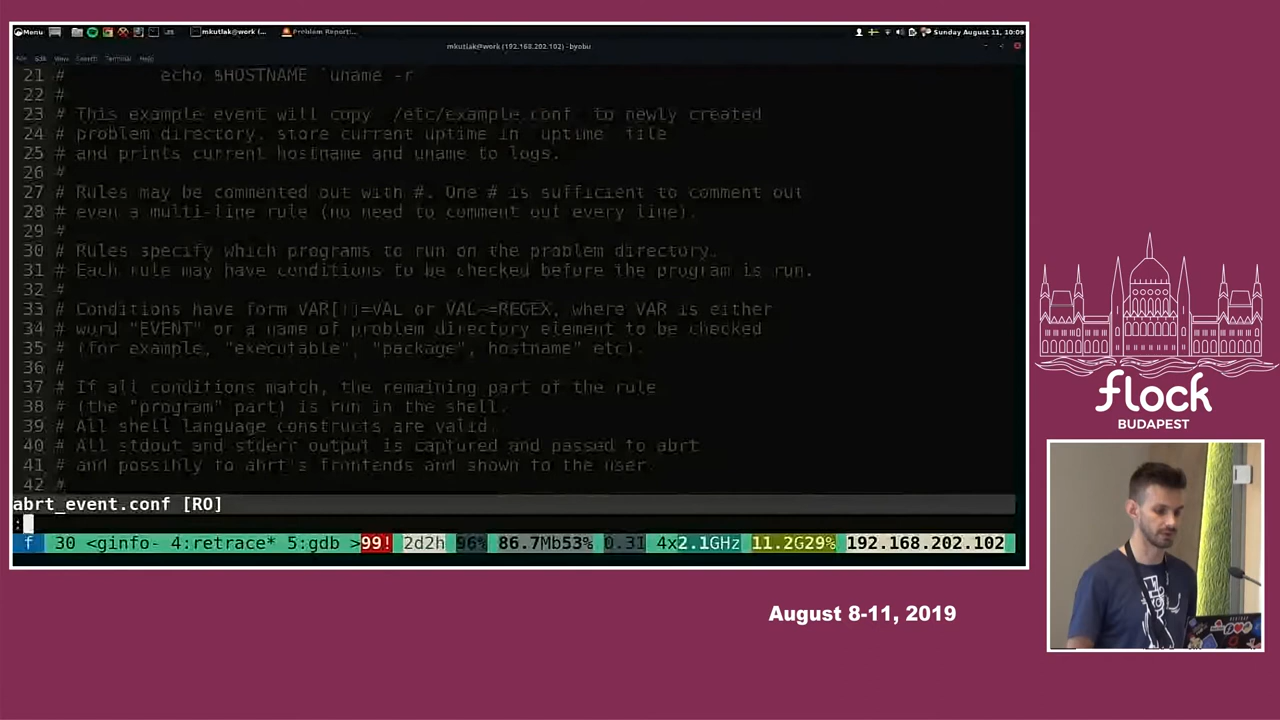 Menu
mkutlak@work (...
Problem Report!...
Sunday August 11, 10:09
mkutlak@work (192.168.202.102) - byobu
File Edit View Search Terminal Help
21 #         echo $HOSTNAME `uname -r
22 #
23 # This example event will copy  /etc/example.conf  to newly created
24 # problem directory, store current uptime in  uptime  file
25 # and prints current hostname and uname to logs.
26 #
27 # Rules may be commented out with #. One # is sufficient to comment out
28 # even a multi-line rule (no need to comment out every line).
29 #
30 # Rules specify which programs to run on the problem directory.
31 # Each rule may have conditions to be checked before the program is run.
32 #
33 # Conditions have form VAR[!]=VAL or VAL~=REGEX, where VAR is either
34 # word "EVENT" or a name of problem directory element to be checked
35 # (for example, "executable", "package", hostname" etc).
36 #
37 # If all conditions match, the remaining part of the rule
38 # (the "program" part) is run in the shell.
39 # All shell language constructs are valid.
40 # All stdout and stderr output is captured and passed to abrt
41 # and possibly to abrt's frontends and shown to the user.
42 #
abrt_event.conf [RO]
:
f 30 <ginfo- 4:retrace* 5:gdb >99! 2d2h 96% 86.7Mb53% 0.31 4x2.1GHz 11.2G29% 192.168.202.102
flock
BUDAPEST
August 8-11, 2019